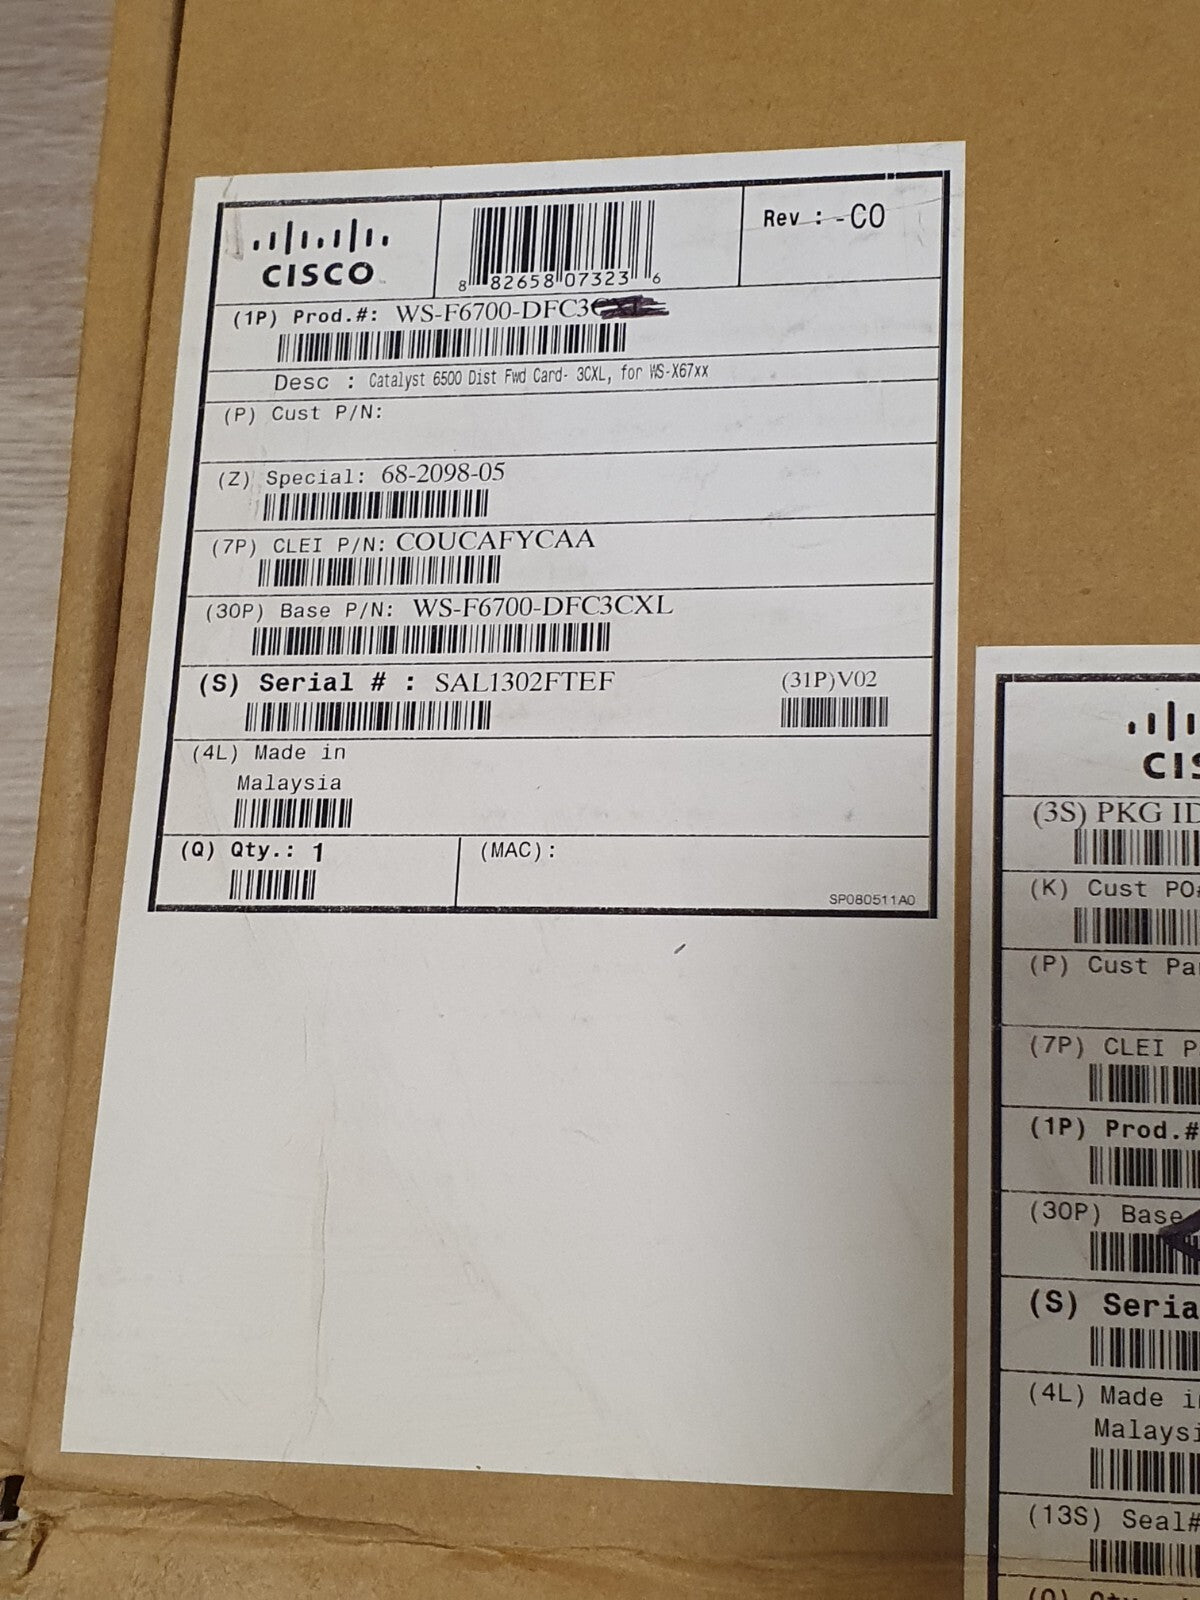 CISCO
8 82658 07323 6
Rev : -C0
(1P) Prod.#: WS-F6700-DFC3
Desc : Catalyst 6500 Dist Fwd Card- 3CXL, for WS-X67xx
(P) Cust P/N:
(Z) Special: 68-2098-05
(7P) CLEI P/N: COUCAFYCAA
(30P) Base P/N: WS-F6700-DFC3CXL
(S) Serial # : SAL1302FTEF
(31P)V02
(4L) Made in
Malaysia
(Q) Qty.: 1
(MAC):
SP080511A0
(3S) PKG ID
(K) Cust PO#
(P) Cust
(7P) CLEI
(1P) Prod.#
(30P) Base
(S)
(4L) Made
(13S) Seal#